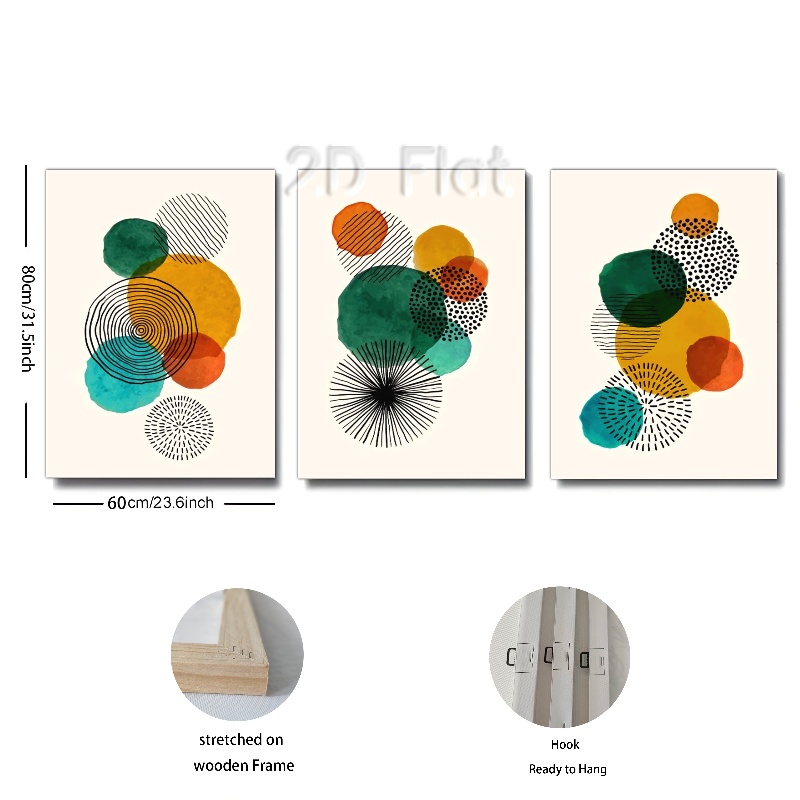 2D Flat
80cm/31.5inch
60cm/23.6inch
stretched on
wooden Frame
Hook
Ready to Hang